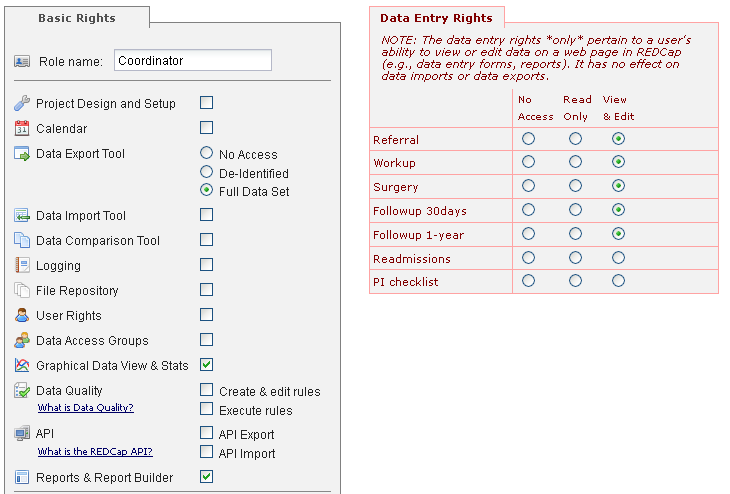 Basic Rights
Role name: Coordinator
Project Design and Setup
31 Calendar
Data Export Tool
No Access
De-Identified
Full Data Set
Data Import Tool
Data Comparison Tool
Logging
File Repository
User Rights
Data Access Groups
Graphical Data View & Stats
Data Quality
Create & edit rules
What is Data Quality?
Execute rules
API
API Export
What is the REDCap API?
API Import
Reports & Report Builder
Data Entry Rights
NOTE: The data entry rights *only* pertain to a user's
ability to view or edit data on a web page in REDCap
(e.g., data entry forms, reports). It has no effect on
data imports or data exports.
No Read View
Access Only & Edit
Referral
Workup
Surgery
Followup 30days
Followup 1-year
Readmissions
PI checklist